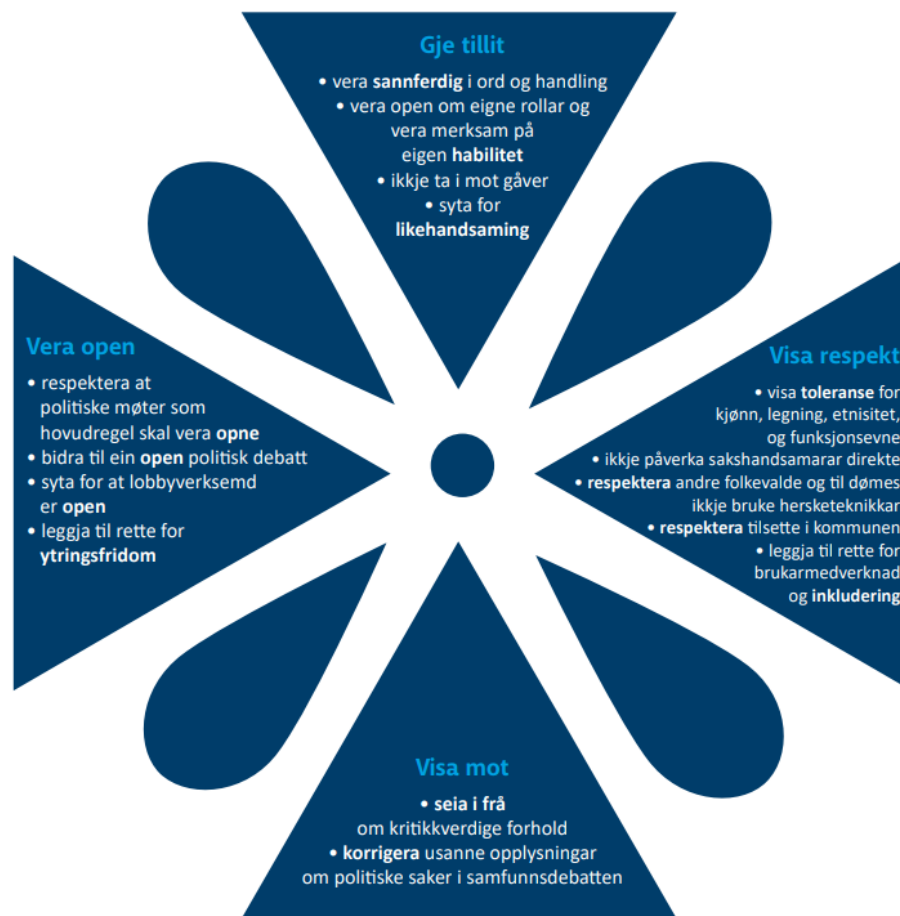 Gje tillit
• vera sannferdig i ord og handling
• vera open om eigne rollar og
vera merksam på
eigen habilitet
• ikkje ta i mot gåver
• syta for
likehandsaming
Vera open
• respektera at
politiske møter som
hovudregel skal vera opne
• bidra til ein open politisk debatt
• syta for at lobbyverksemd
er open
• leggja til rette for
ytringsfridom
Visa respekt
• visa toleranse for
kjønn, legning, etnisitet,
og funksjonsevne
• ikkje påverka sakshandsamarar direkte
• respektera andre folkevalde og til dømes
ikkje bruke hersketeknikkar
• respektera tilsette i kommunen
• leggja til rette for
brukarmedverknad
og inkludering
Visa mot
• seia i frå
om kritikkverdige forhold
• korrigera usanne opplysningar
om politiske saker i samfunnsdebatten